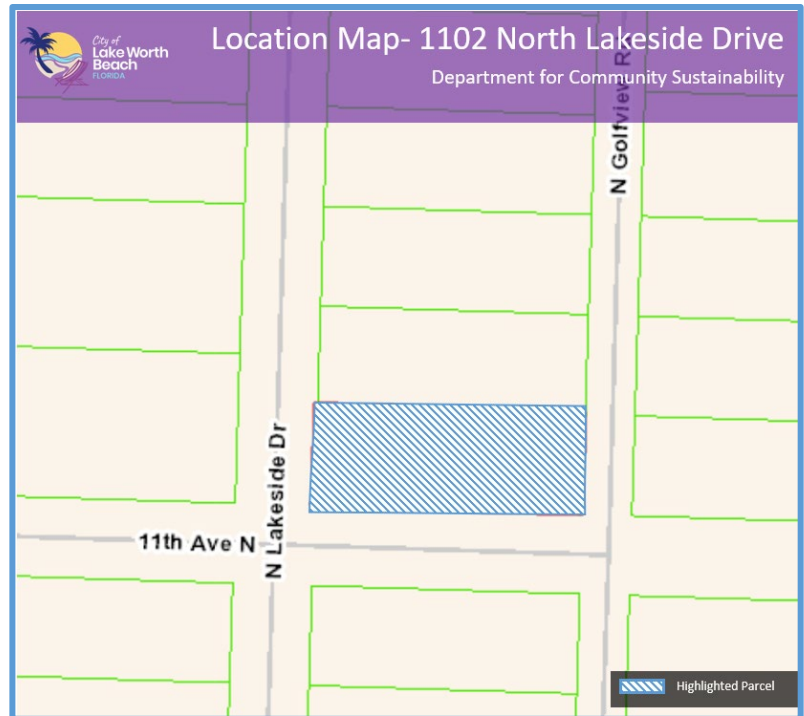 City of
Lake Worth
Beach
FLORIDA
Location Map- 1102 North Lakeside Drive
Department for Community Sustainability
N Golfview R
N Lakeside Dr
11th Ave N
Highlighted Parcel